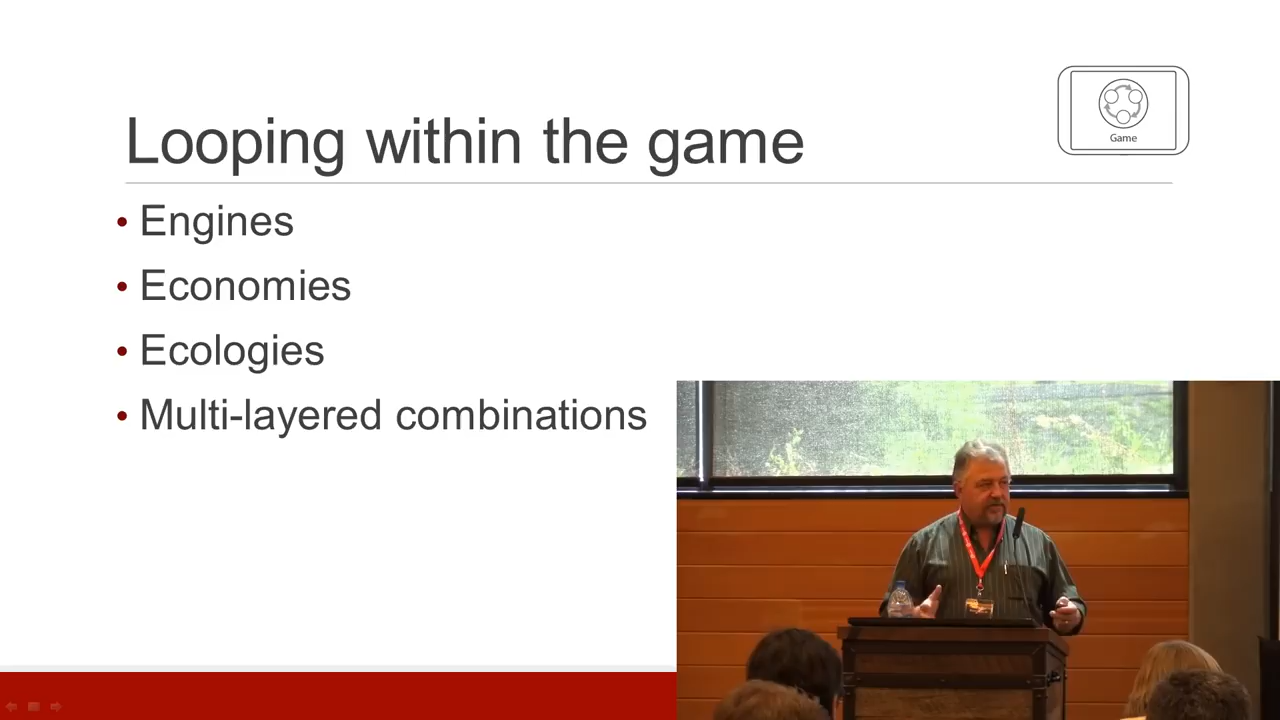 Looping within the game
Game
• Engines
• Economies
• Ecologies
• Multi-layered combinations